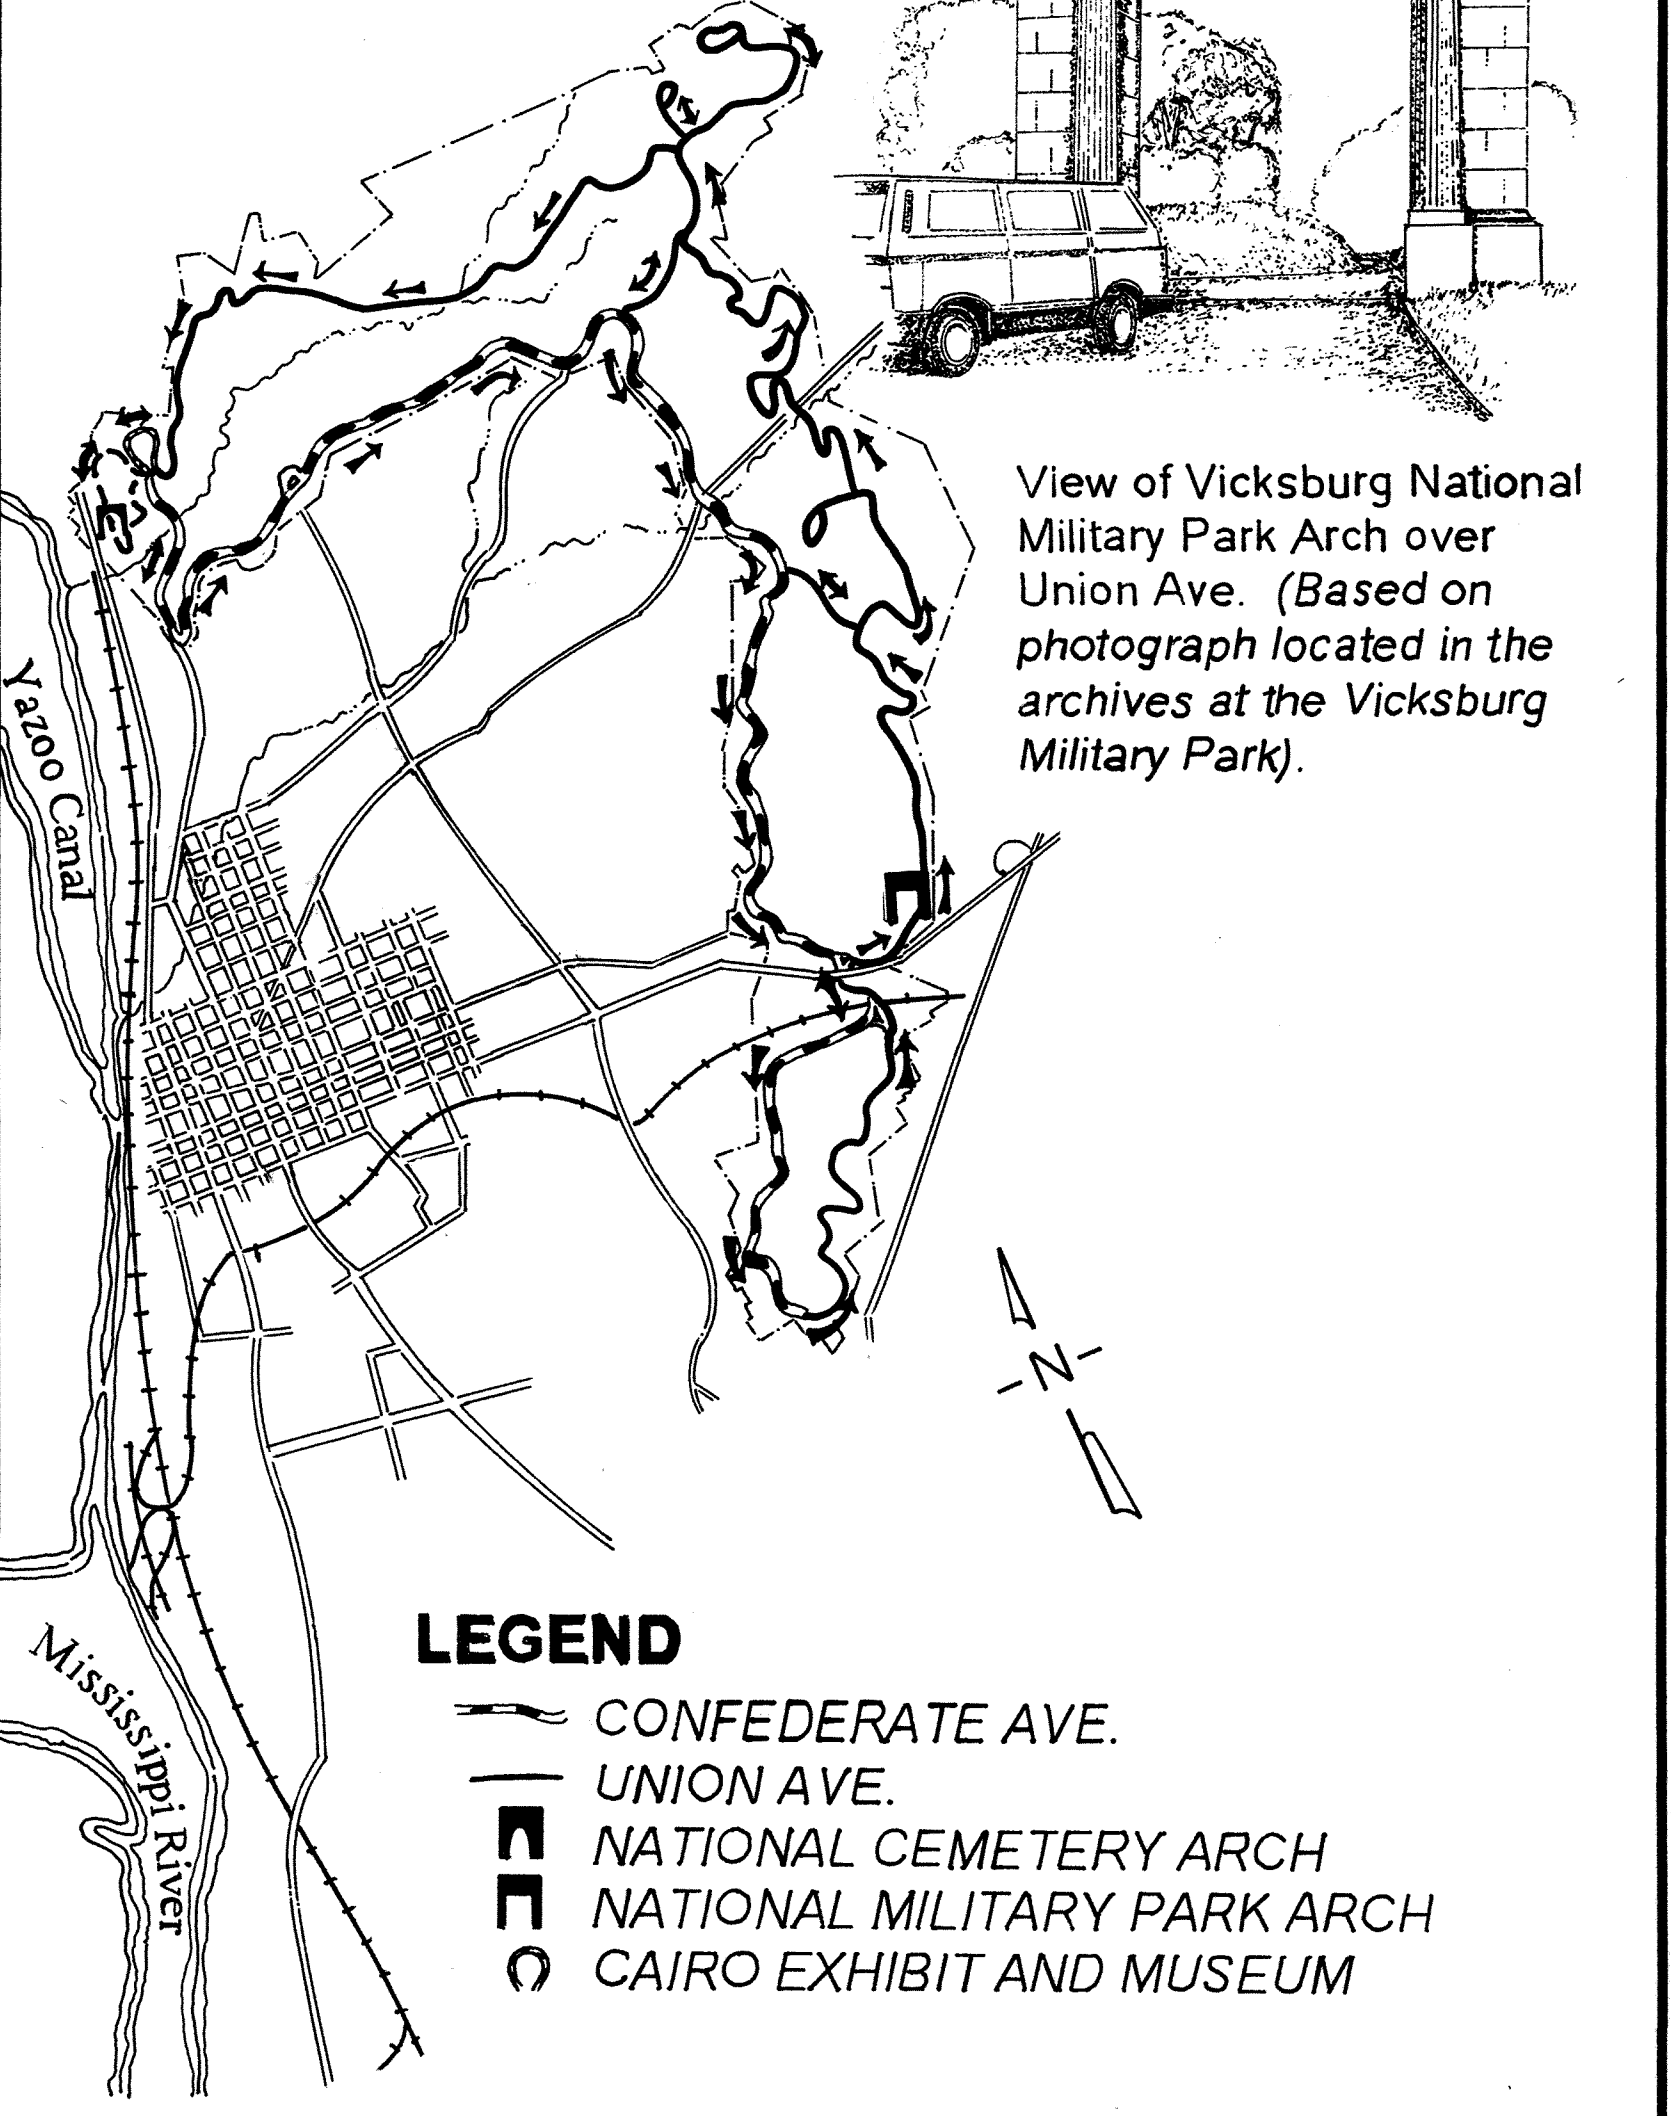 View of Vicksburg National
Military Park Arch over
Union Ave. (Based on
photograph located in the
archives at the Vicksburg
Military Park).
Yazoo Canal
N
Mississippi River
LEGEND
CONFEDERATE AVE.
UNION AVE.
NATIONAL CEMETERY ARCH
NATIONAL MILITARY PARK ARCH
CAIRO EXHIBIT AND MUSEUM